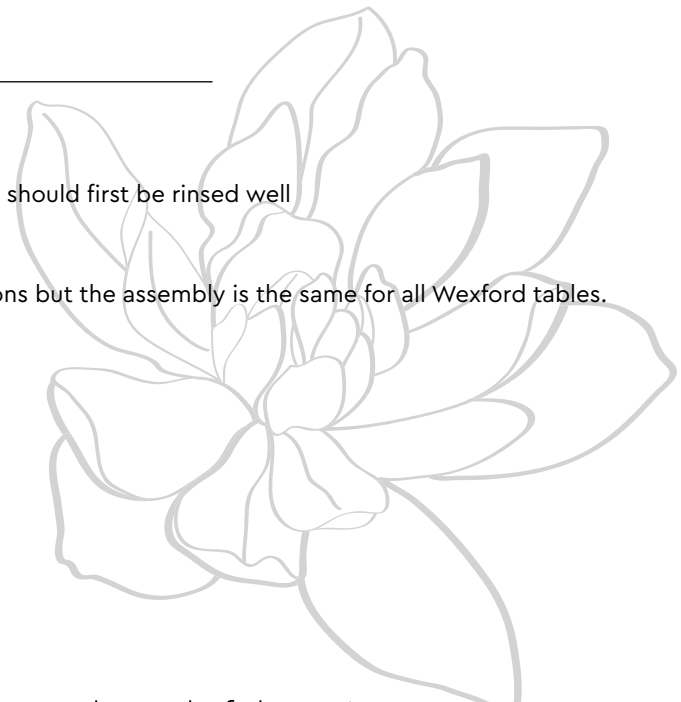 should first be rinsed well
ons but the assembly is the same for all Wexford tables.